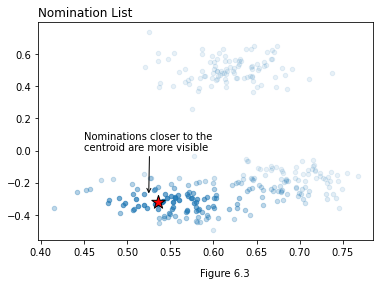 Nomination List
0.8
0.6
0.4
0.2
0.0
−0.2
−0.4
Nominations closer to the
centroid are more visible
0.40 0.45 0.50 0.55 0.60 0.65 0.70 0.75
Figure 6.3